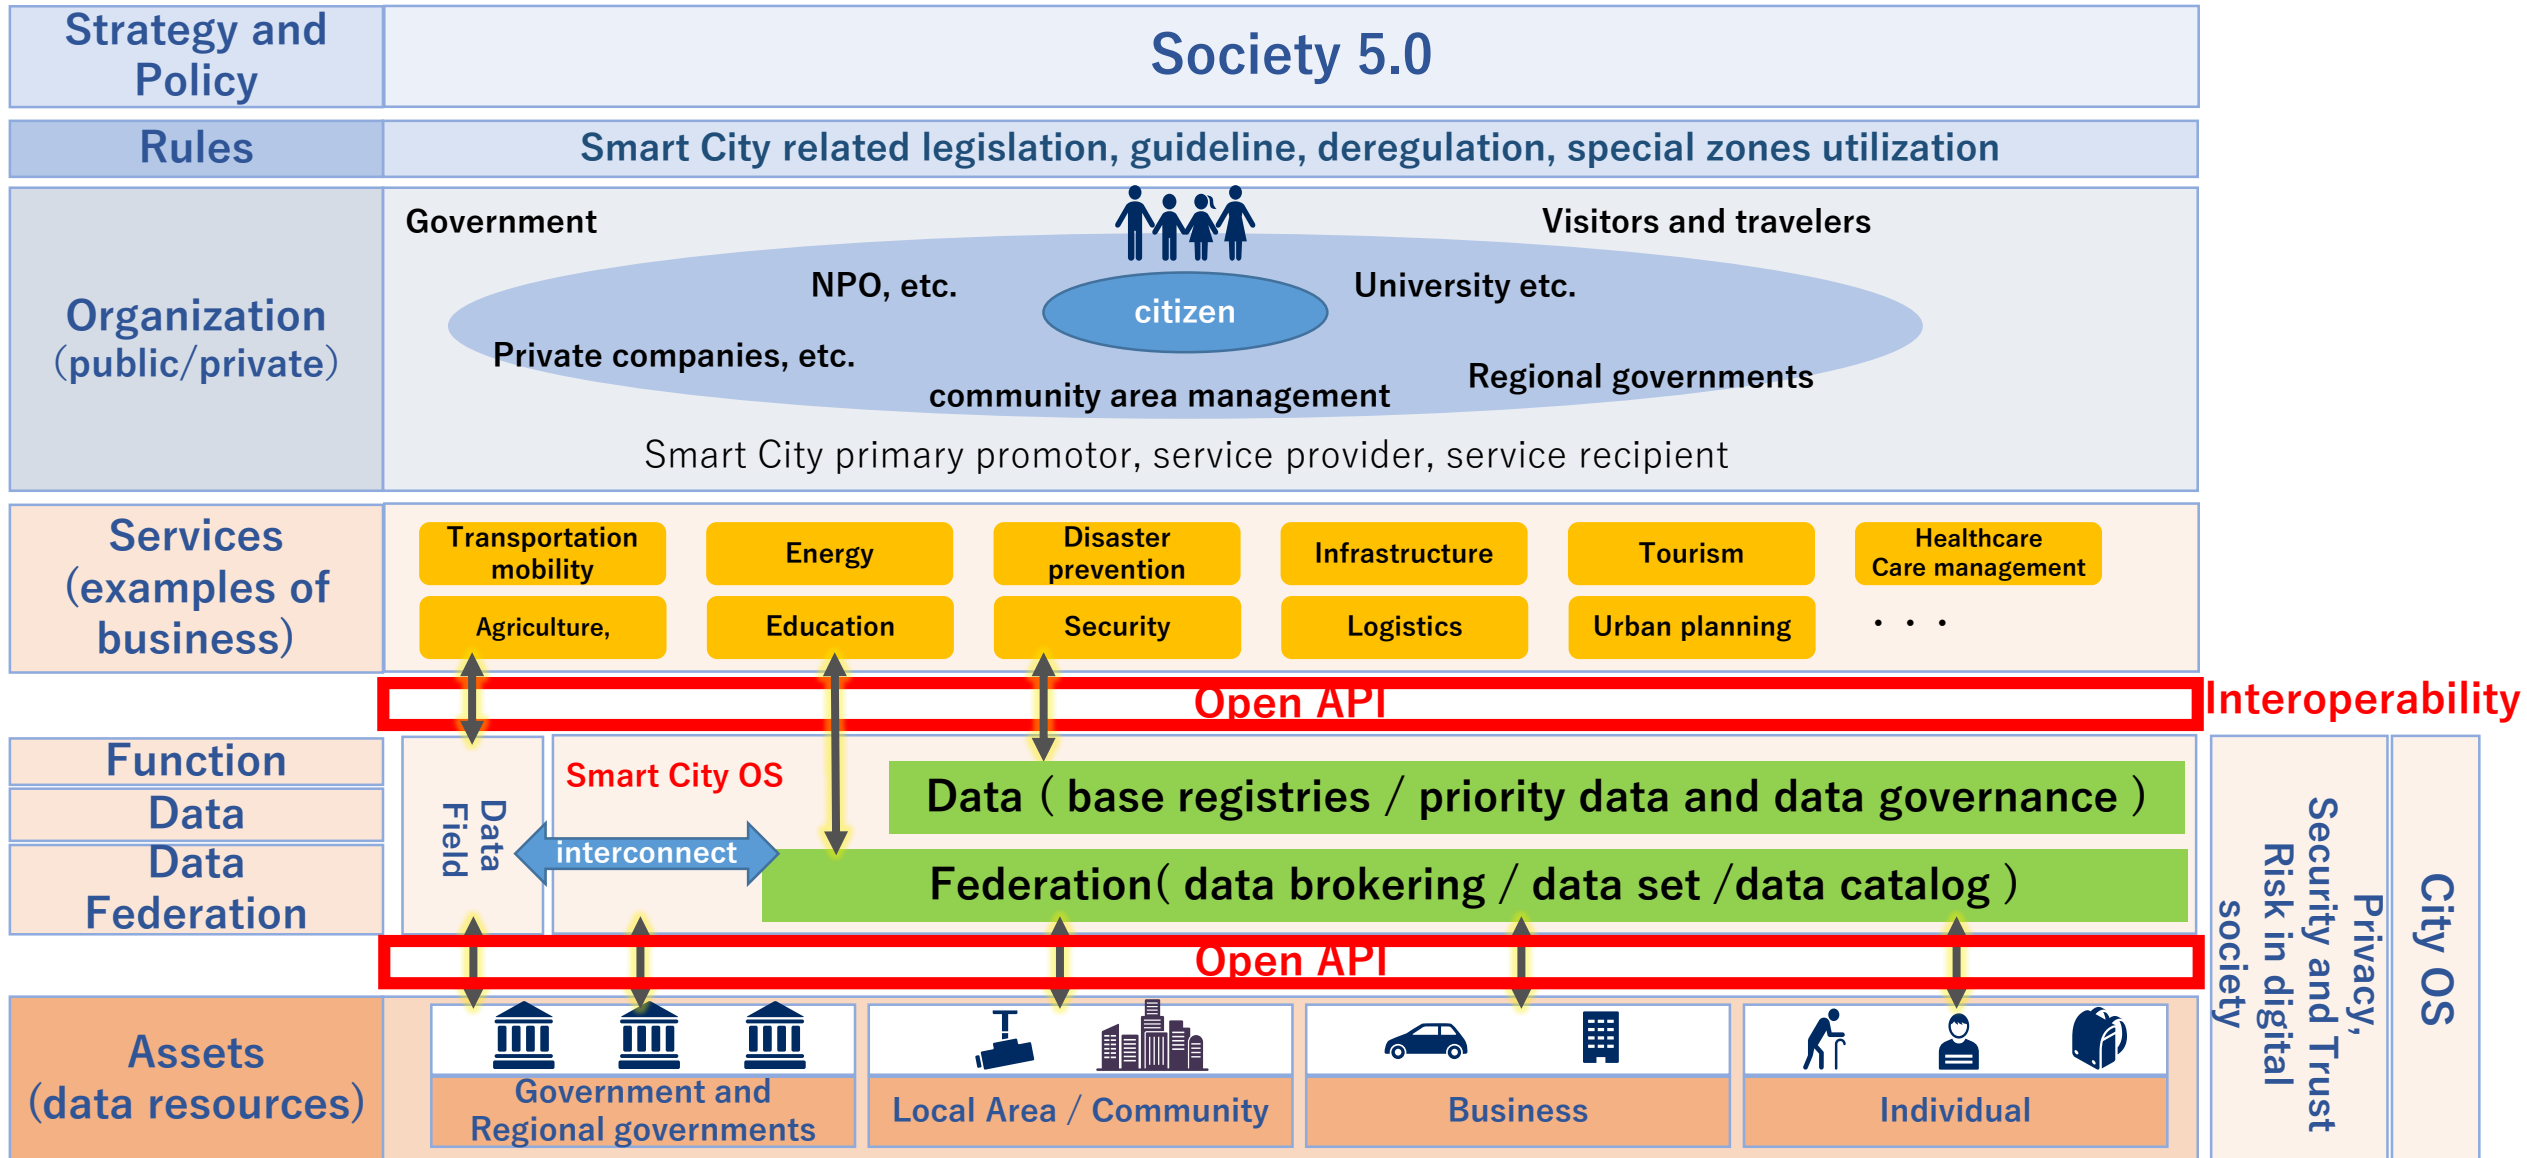 Strategy and
Policy
Society 5.0
Rules
Smart City related legislation, guideline, deregulation, special zones utilization
Organization
(public/private)
Government
Visitors and travelers
NPO, etc.
University etc.
citizen
Private companies, etc.
Regional governments
community area management
Smart City primary promotor, service provider, service recipient
Services
(examples of
business)
Transportation
mobility
Energy
Disaster
prevention
Infrastructure
Tourism
Healthcare
Care management
Agriculture,
Education
Security
Logistics
Urban planning
・・・
Open API
Interoperability
Function
Data
Data
Federation
Data
Field
Smart City OS
interconnect
Data ( base registries / priority data and data governance )
Federation( data brokering / data set /data catalog )
Open API
Assets
(data resources)
Government and
Regional governments
Local Area / Community
Business
Individual
Privacy,
Security and Trust
Risk in digital
society
City OS